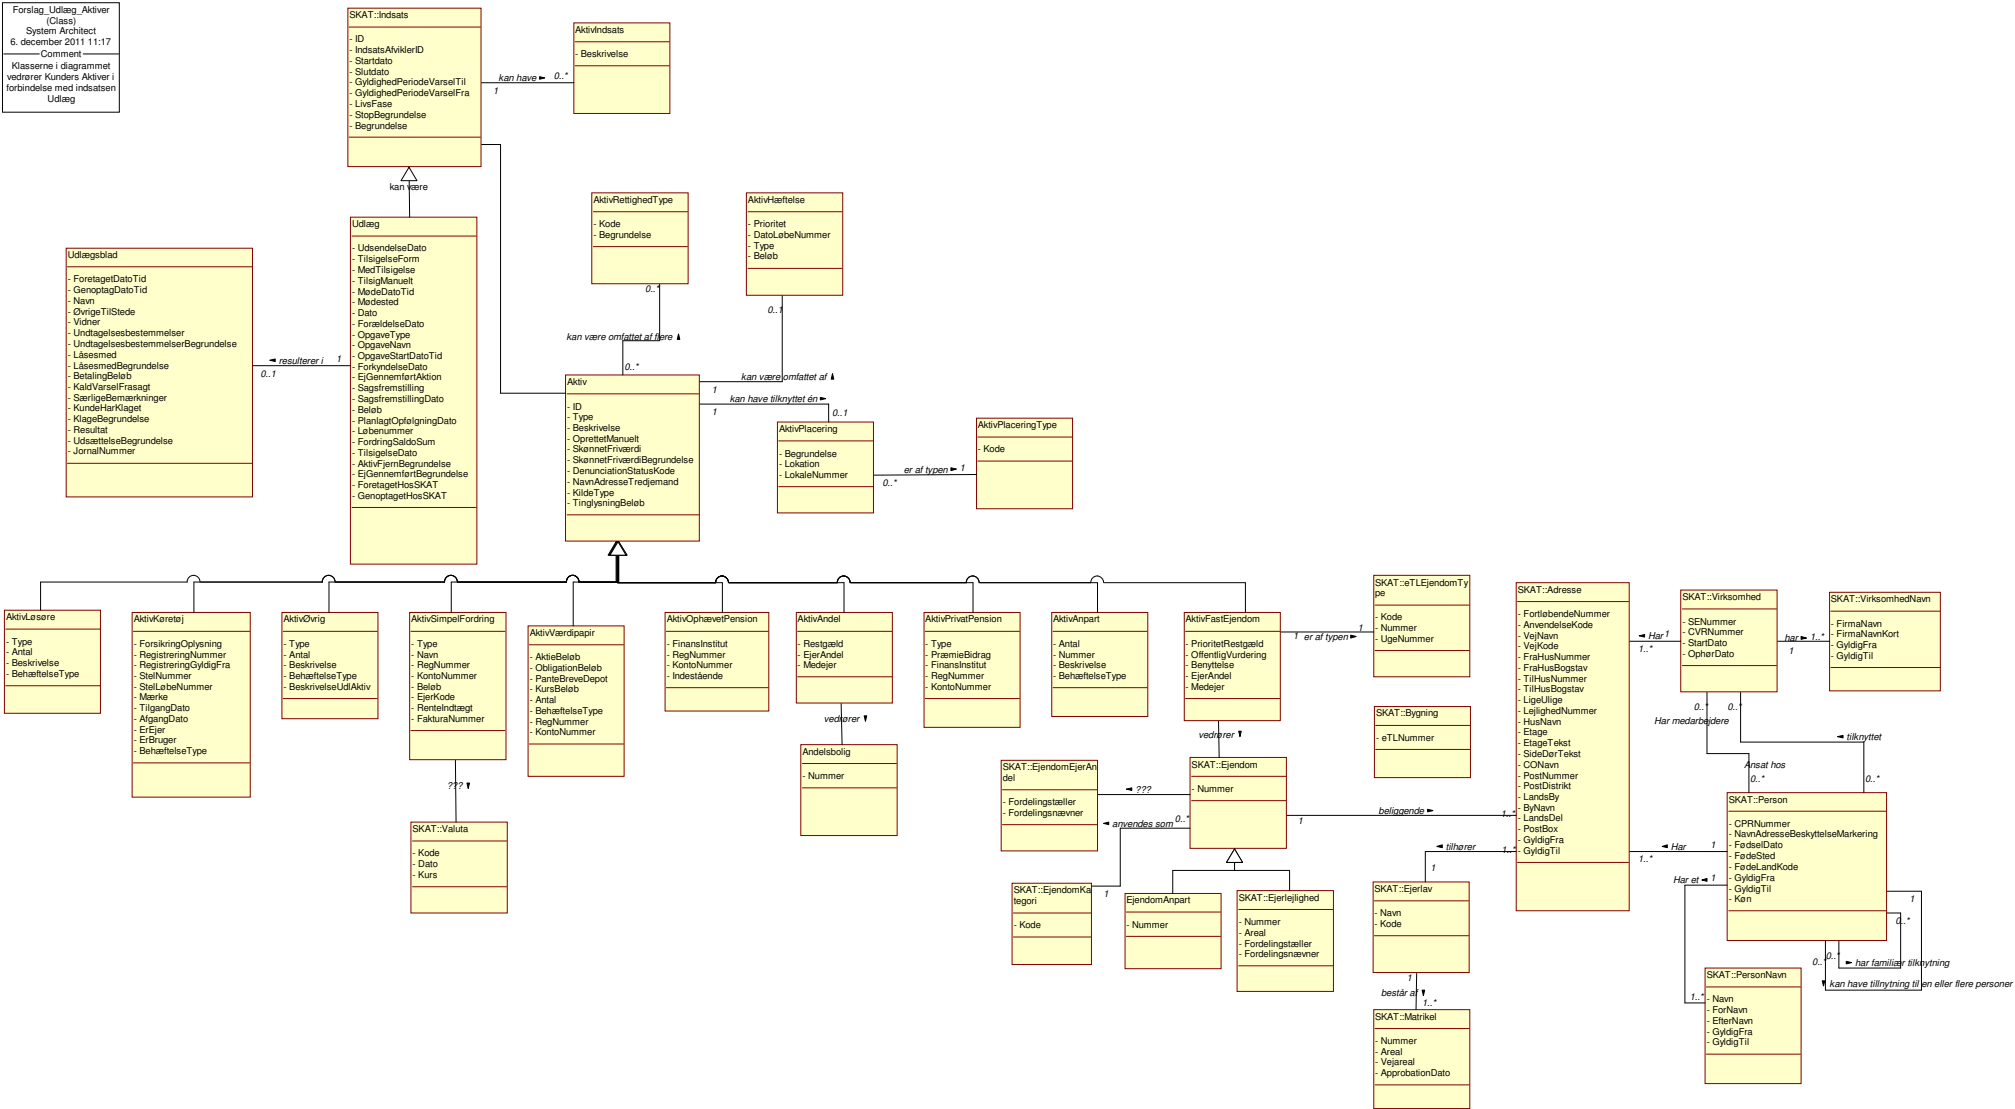 Forslag_Udlæg_Aktiver
(Class)
System Architect
6. december 2011 11:17
Comment
Klasserne i diagrammet
vedrører Kunders Aktiver i
forbindelse med indsatsen
Udlæg
SKAT::Indsats
- ID
- IndsatsAfviklerID
- Startdato
- Slutdato
- GyldighedPeriodeVarselTil
- GyldighedPeriodeVarselFra
- LivsFase
- StopBegrundelse
- Begrundelse
kan have ►
0..*
1
AktivIndsats
- Beskrivelse
kan være
Udlæg
- UdsendelseDato
- TilsigelseForm
- MedTilsigelse
- TilsigManuelt
- MødeDatoTid
- Mødested
- Dato
- ForældelseDato
- OpgaveType
- OpgaveNavn
- OpgaveStartDatoTid
- ForkyndelseDato
- EjGennemførtAktion
- Sagsfremstilling
- SagsfremstillingDato
- Beløb
- PlanlagtOpfølgningDato
- Løbenummer
- FordringSaldoSum
- TilsigelseDato
- AktivFjernBegrundelse
- EjGennemførtBegrundelse
- ForetagetHosSKAT
- GenoptagetHosSKAT
Udlægsblad
- ForetagetDatoTid
- GenoptagDatoTid
- Navn
- ØvrigeTilStede
- Vidner
- Undtagelsesbestemmelser
- UndtagelsesbestemmelserBegrundelse
- Låsesmed
- LåsesmedBegrundelse
- BetalingBeløb
- KaldVarselFrasagt
- SærligeBemærkninger
- KundeHarKlaget
- KlageBegrundelse
- Resultat
- UdsættelseBegrundelse
- JornalNummer
◄ resulterer i
1
0..1
AktivRettighedType
- Kode
- Begrundelse
0..*
kan være omfattet af flere ▲
0..*
AktivHæftelse
- Prioritet
- DatoLøbeNummer
- Type
- Beløb
0..1
kan være omfattet af ▲
1
kan have tilknyttet én ►
1
0..1
Aktiv
- ID
- Type
- Beskrivelse
- OprettetManuelt
- SkønnetFriværdi
- SkønnetFriværdiBegrundelse
- DenunciationStatusKode
- NavnAdresseTredjemand
- KildeType
- TinglysningBeløb
AktivPlacering
- Begrundelse
- Lokation
- LokaleNummer
er af typen ► 1
0..*
AktivPlaceringType
- Kode
AktivLøsøre
- Type
- Antal
- Beskrivelse
- BehæftelseType
AktivKøretøj
- ForsikringOplysning
- RegistreringNummer
- RegistreringGyldigFra
- StelNummer
- StelLøbeNummer
- Mærke
- TilgangDato
- AfgangDato
- ErEjer
- ErBruger
- BehæftelseType
AktivØvrig
- Type
- Antal
- Beskrivelse
- BehæftelseType
- BeskrivelseUdlAktiv
AktivSimpelFordring
- Type
- Navn
- RegNummer
- KontoNummer
- Beløb
- EjerKode
- RenteIndtægt
- FakturaNummer
??? ▼
SKAT::Valuta
- Kode
- Dato
- Kurs
AktivVærdipapir
- AktieBeløb
- ObligationBeløb
- PanteBreveDepot
- KursBeløb
- Antal
- BehæftelseType
- RegNummer
- KontoNummer
AktivOphævetPension
- FinansInstitut
- RegNummer
- KontoNummer
- Indestående
AktivAndel
- Restgæld
- EjerAndel
- Medejer
vedrører ▼
Andelsbolig
- Nummer
AktivPrivatPension
- Type
- PræmieBidrag
- FinansInstitut
- RegNummer
- KontoNummer
AktivAnpart
- Antal
- Nummer
- Beskrivelse
- BehæftelseType
AktivFastEjendom
- PrioritetRestgæld
- OffentligVurdering
- Benyttelse
- EjerAndel
- Medejer
1
1 er af typen ►
vedrører ▼
SKAT::eTLEjendomTy
pe
- Kode
- Nummer
- UgeNummer
SKAT::Bygning
- eTLNummer
SKAT::EjendomEjerAn
del
- Fordelingstæller
- Fordelingsnævner
◄ ???
◄ anvendes som
0..*
1
SKAT::Ejendom
- Nummer
beliggende ►
1
1..*
SKAT::EjendomKa
tegori
- Kode
EjendomAnpart
- Nummer
SKAT::Ejerlejlighed
- Nummer
- Areal
- Fordelingstæller
- Fordelingsnævner
◄ tilhører
1..*
1
SKAT::Ejerlav
- Navn
- Kode
1
består af ▼
1..*
SKAT::Matrikel
- Nummer
- Areal
- Vejareal
- ApprobationDato
SKAT::Adresse
- FortløbendeNummer
- AnvendelseKode
- VejNavn
- VejKode
- FraHusNummer
- FraHusBogstav
- TilHusNummer
- TilHusBogstav
- LigeUlige
- LejlighedNummer
- HusNavn
- Etage
- EtageTekst
- SideDørTekst
- CONavn
- PostNummer
- PostDistrikt
- LandsBy
- ByNavn
- LandsDel
- PostBox
- GyldigFra
- GyldigTil
◄ Har 1
1..*
SKAT::Virksomhed
- SENummer
- CVRNummer
- StartDato
- OphørDato
har ► 1..*
1
SKAT::VirksomhedNavn
- FirmaNavn
- FirmaNavnKort
- GyldigFra
- GyldigTil
0..*
0..*
Har medarbejdere
◄ tilknyttet
Ansat hos
0..*
0..*
SKAT::Person
- CPRNummer
- NavnAdresseBeskyttelseMarkering
- FødselDato
- FødeSted
- FødeLandKode
- GyldigFra
- GyldigTil
- Køn
◄ Har
1
1..*
Har et ◄ 1
1
0..*
0..*
0..*
► har familiær tilknytning
▼ kan have tillnytning til en eller flere personer
1..*
SKAT::PersonNavn
- Navn
- ForNavn
- EfterNavn
- GyldigFra
- GyldigTil